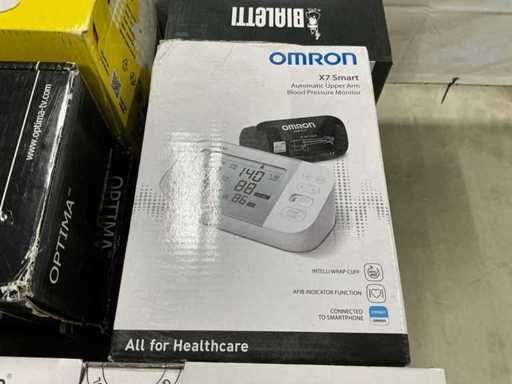 BIALETTI
OMRON
X7 Smart
Automatic Upper Arm
Blood Pressure Monitor
OMRON
140
88
86
INTELLI WRAP CUFF
AFIB INDICATOR FUNCTION
CONNECTED
TO SMARTPHONE
All for Healthcare
www.optima-tv.com
OPTIMA
OPTIMA